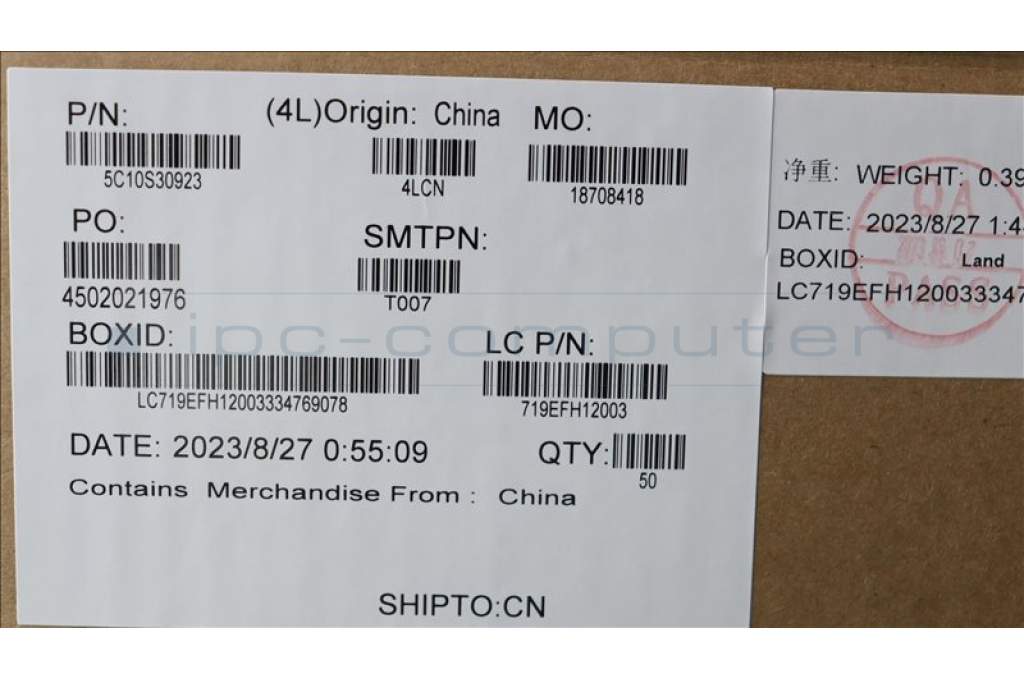 P/N: (4L)Origin: China MO:
5C10S30923 4LCN 18708418
PO: SMTPN:
4502021976 T007
BOXID: LC P/N:
LC719EFH12003334769078 719EFH12003
DATE: 2023/8/27 0:55:09 QTY:
50
Contains Merchandise From : China
SHIPTO:CN
净重: WEIGHT: 0.39
DATE: 2023/8/27 1:4
BOXID: Land
LC719EFH120033347
QA
PASS
ipc-computer